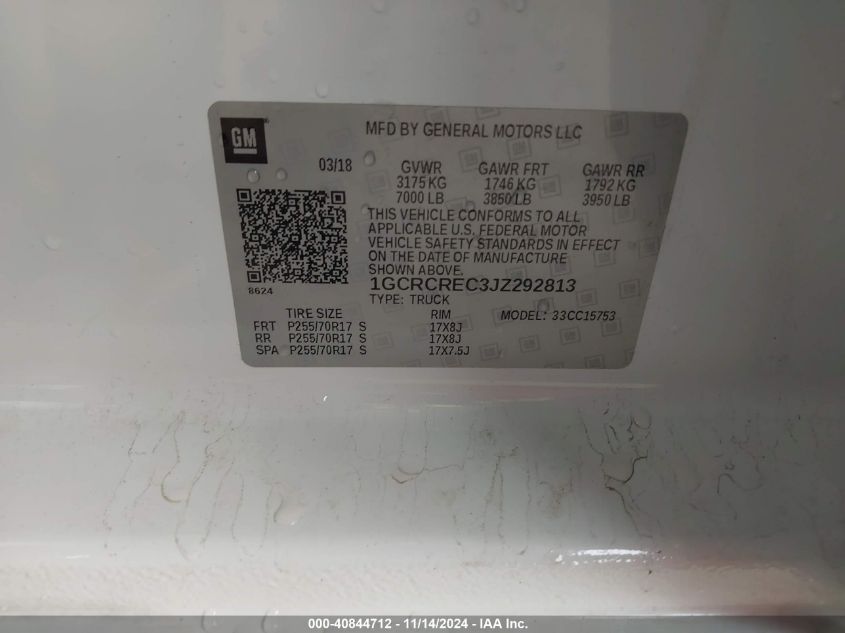 GM
MFD BY GENERAL MOTORS LLC
03/18 GVWR GAWR FRT GAWR RR
3175 KG 1746 KG 1792 KG
7000 LB 3850 LB 3950 LB
THIS VEHICLE CONFORMS TO ALL
APPLICABLE U.S. FEDERAL MOTOR
VEHICLE SAFETY STANDARDS IN EFFECT
ON THE DATE OF MANUFACTURE
SHOWN ABOVE.
8624
1GCRCREC3JZ292813
TYPE: TRUCK
TIRE SIZE RIM MODEL: 33CC15753
FRT P255/70R17 S 17X8J
RR P255/70R17 S 17X8J
SPA P255/70R17 S 17X7.5J
000-40844712 - 11/14/2024 - IAA Inc.